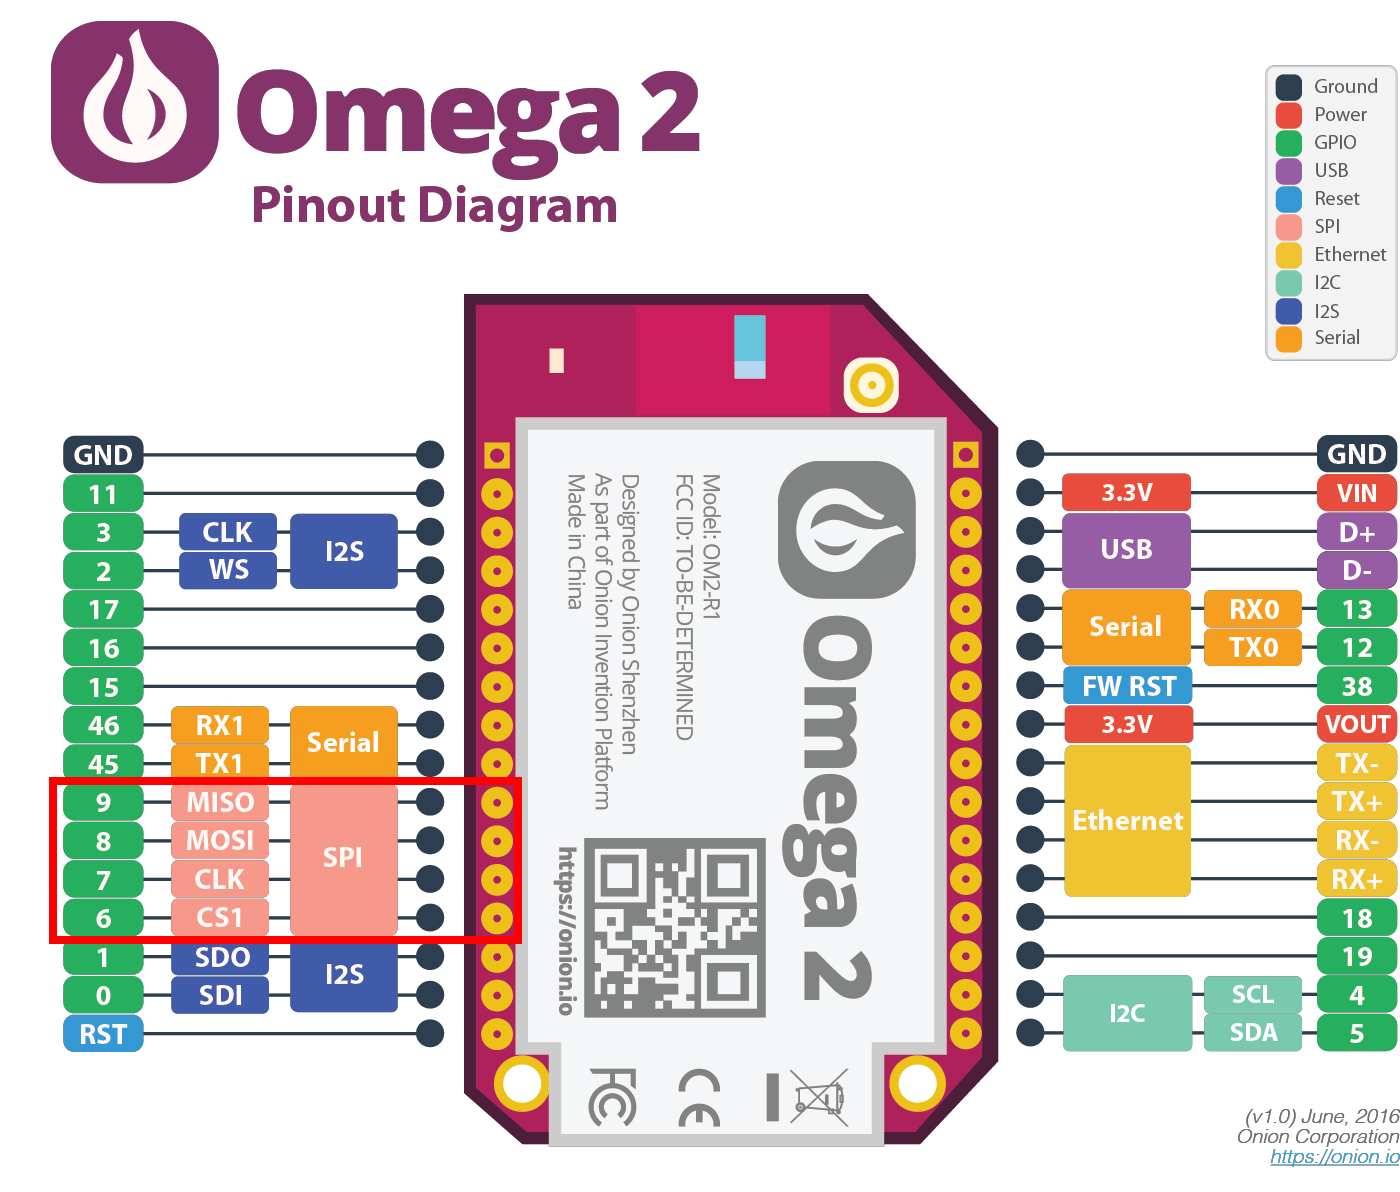 Omega 2
Pinout Diagram
Ground
Power
GPIO
USB
Reset
SPI
Ethernet
I2C
I2S
Serial
GND
11
3 CLK I2S
2 WS
17
16
15
46 RX1 Serial
45 TX1
9 MISO SPI
8 MOSI
7 CLK
6 CS1
1 SDO I2S
0 SDI
RST
Model: OM2-R1
FCC ID: TO-BE-DETERMINED
Designed by Onion Shenzhen
As part of Onion Invention Platform
Made in China
omega 2
https://onion.io
FC
CE
GND
3.3V VIN
USB D+
D-
Serial RX0 13
TX0 12
FW RST 38
3.3V VOUT
Ethernet TX-
TX+
RX-
RX+
18
19
I2C SCL 4
SDA 5
(v1.0) June, 2016
Onion Corporation
https://onion.io